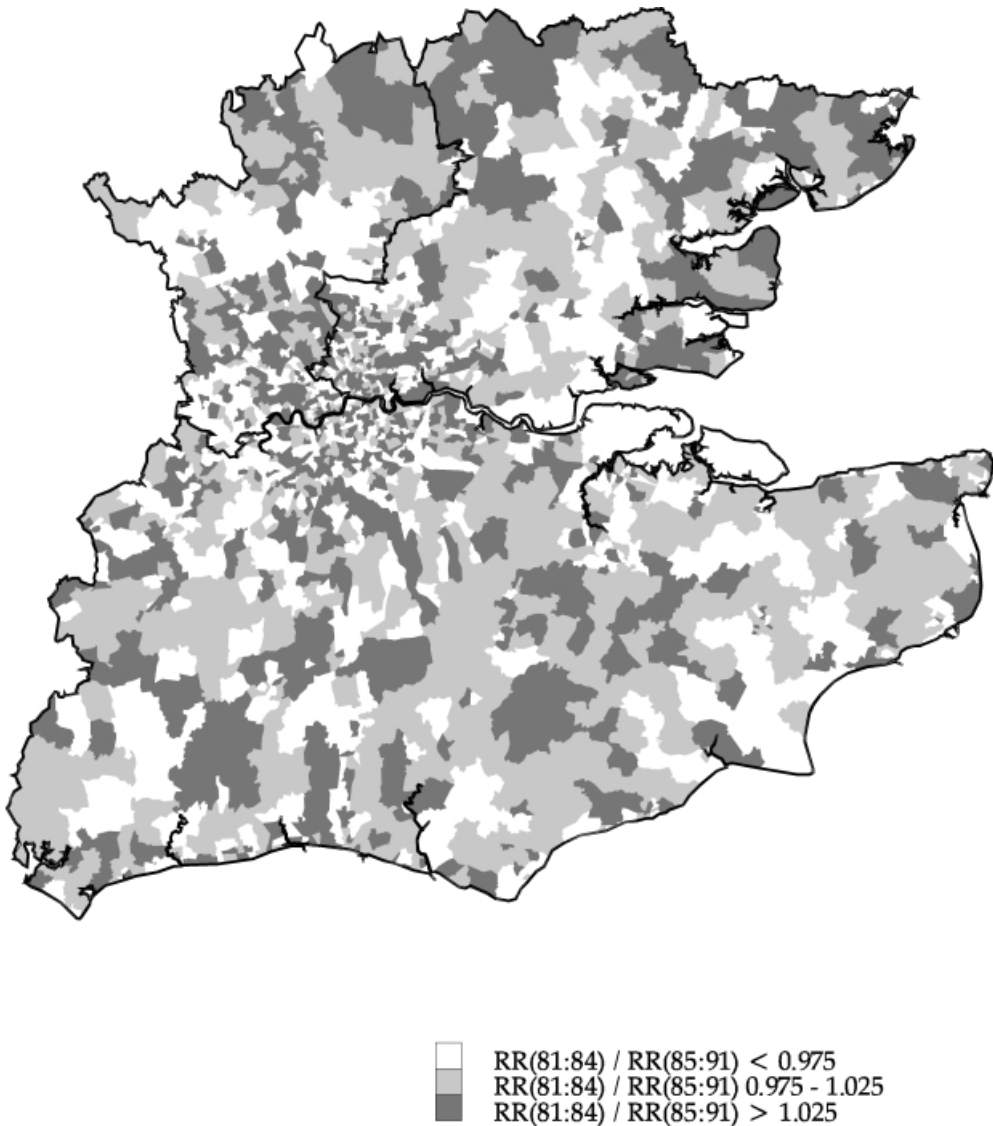 RR(81:84) / RR(85:91) < 0.975
RR(81:84) / RR(85:91) 0.975 - 1.025
RR(81:84) / RR(85:91) > 1.025